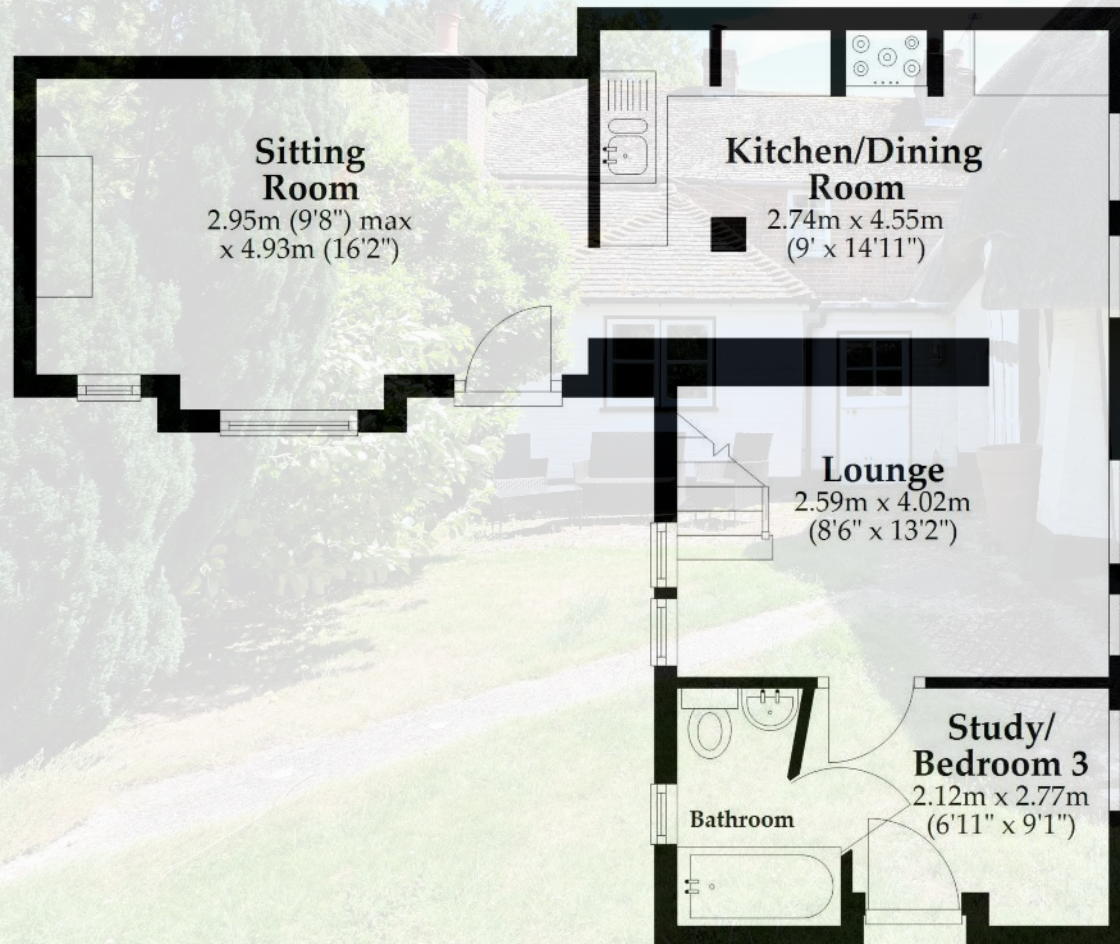 Sitting
Room
2.95m (9'8") max
x 4.93m (16'2")
Kitchen/Dining
Room
2.74m x 4.55m
(9' x 14'11")
Lounge
2.59m x 4.02m
(8'6" x 13'2")
Study/
Bedroom 3
2.12m x 2.77m
(6'11" x 9'1")
Bathroom